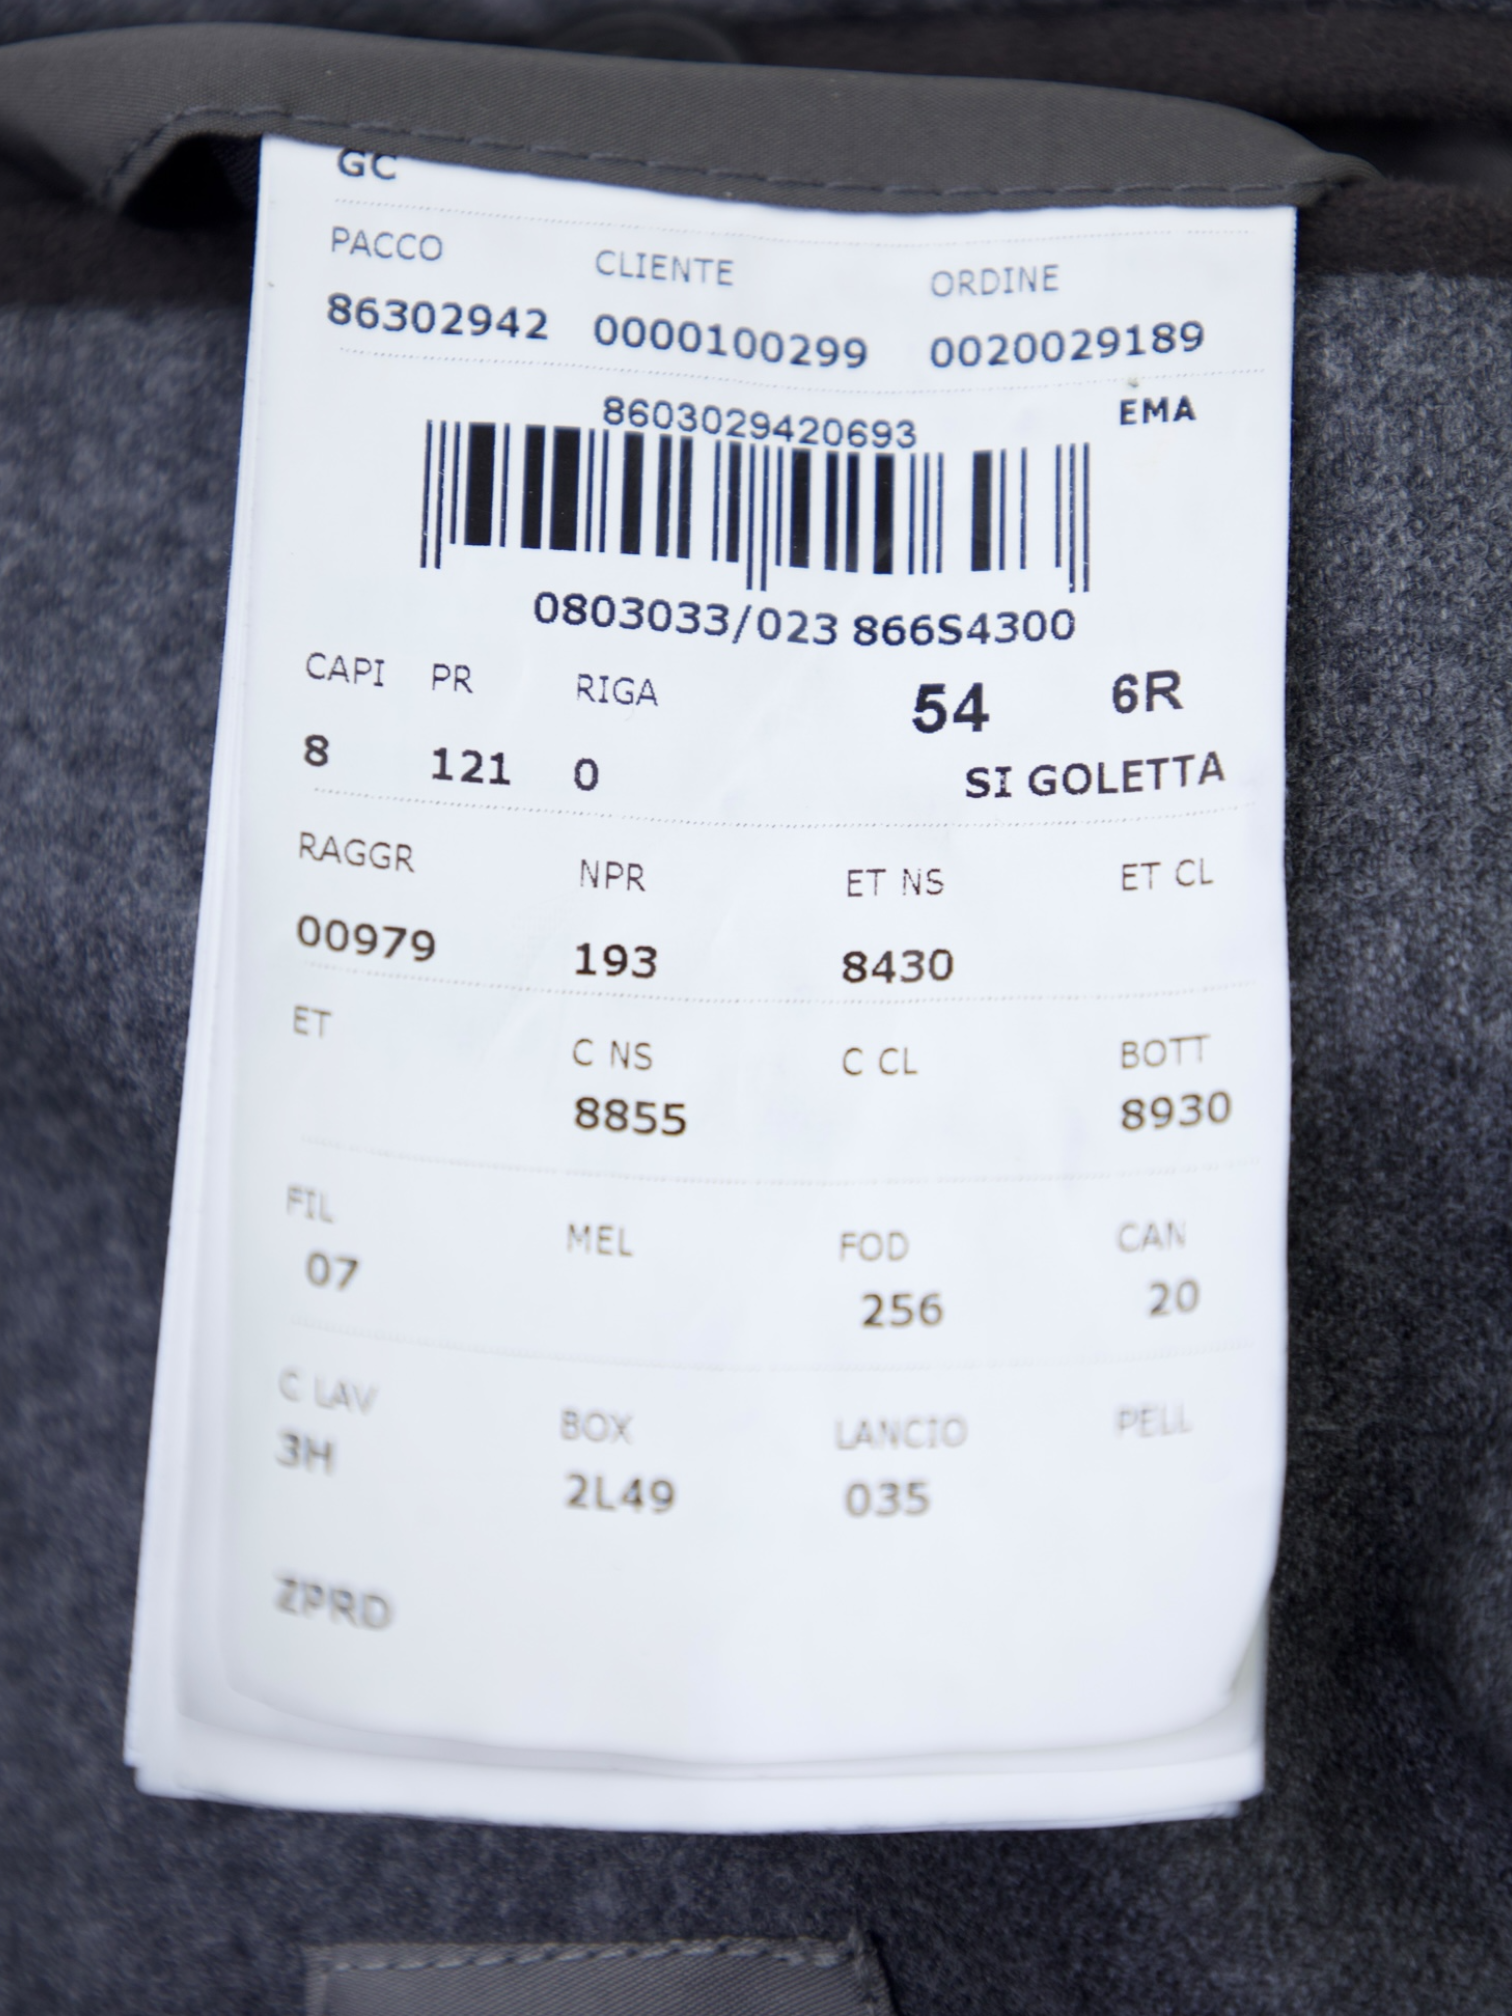 GC
PACCO CLIENTE ORDINE
86302942 0000100299 0020029189
8603029420693 EMA
0803033/023 866S4300
CAPI PR RIGA 54 6R
8 121 0 SI GOLETTA
RAGGR NPR ET NS ET CL
00979 193 8430
ET C NS C CL BOTT
8855 8930
FIL MEL FOD CAN
07 256 20
C LAV BOX LANCIO PELL
3H 2L49 035
ZPRD